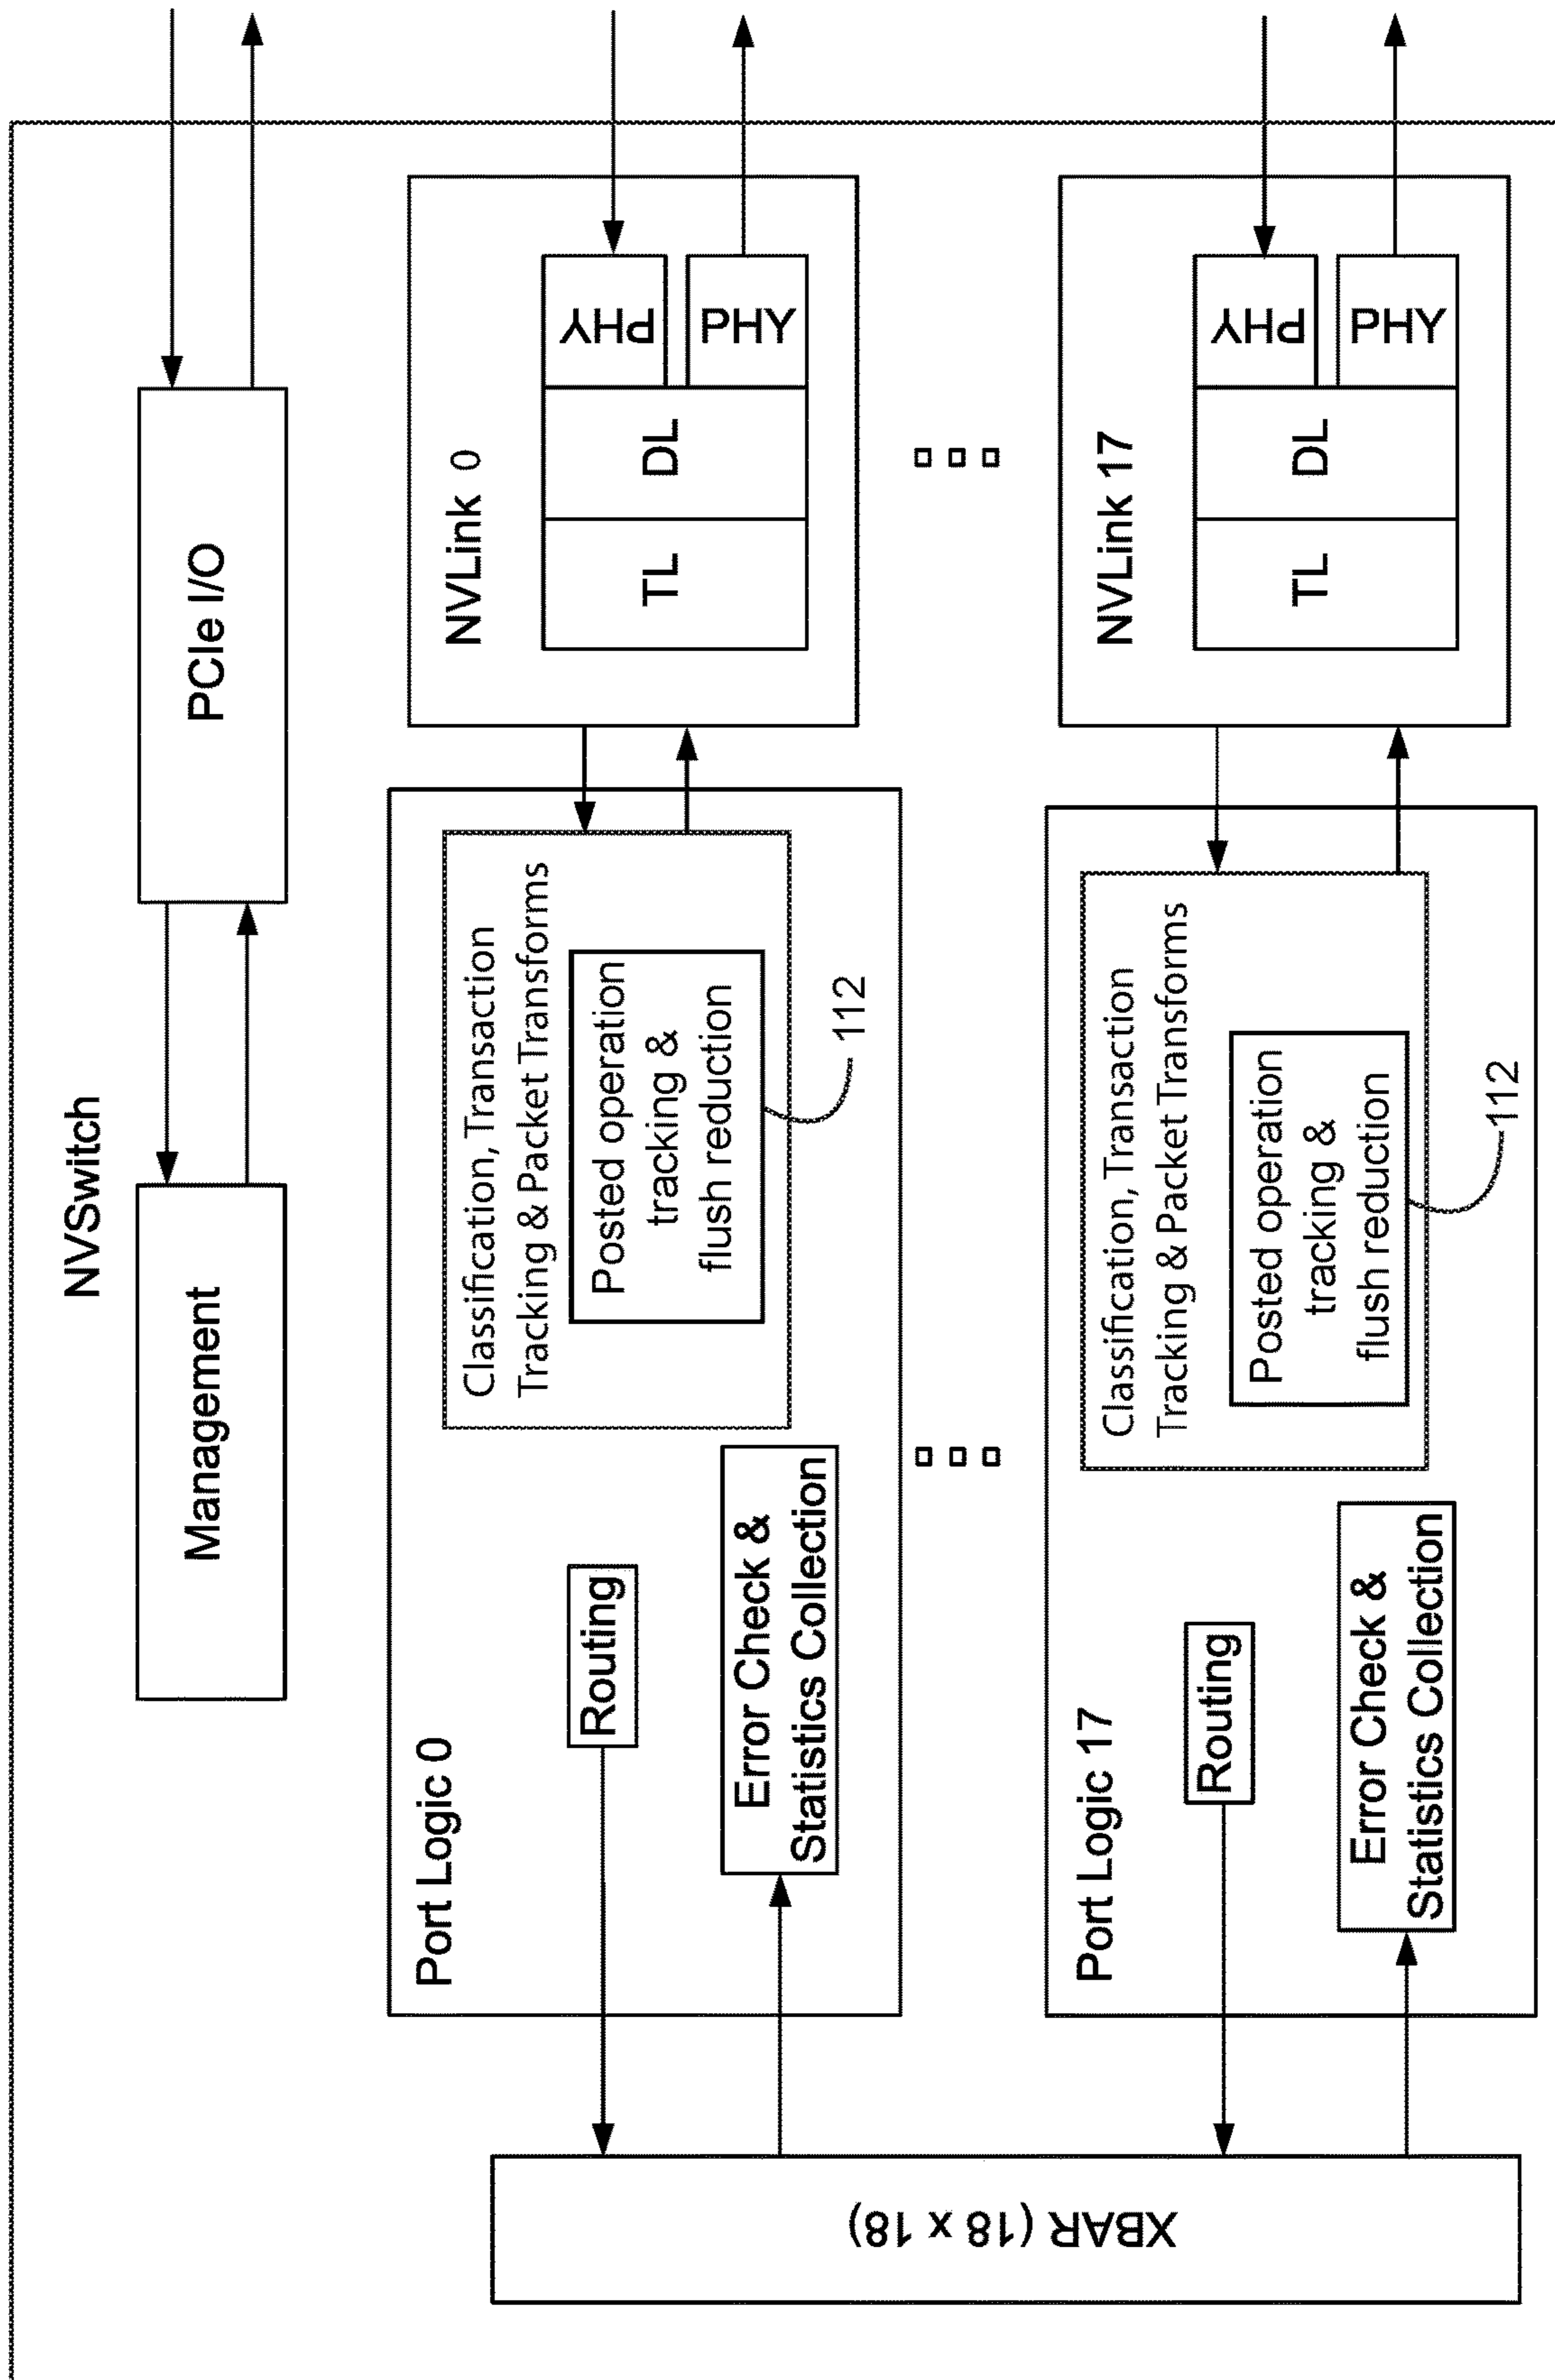 NVSwitch
Management
PCIe I/O
Port Logic 0
Routing
Error Check &
Statistics Collection
Classification, Transaction
Tracking & Packet Transforms
Posted operation
tracking &
flush reduction
112
NVLink 0
TL
DL
PHY
PHY
XBAR (18 x 18)
Port Logic 17
Routing
Error Check &
Statistics Collection
Classification, Transaction
Tracking & Packet Transforms
Posted operation
tracking &
flush reduction
112
NVLink 17
TL
DL
PHY
PHY